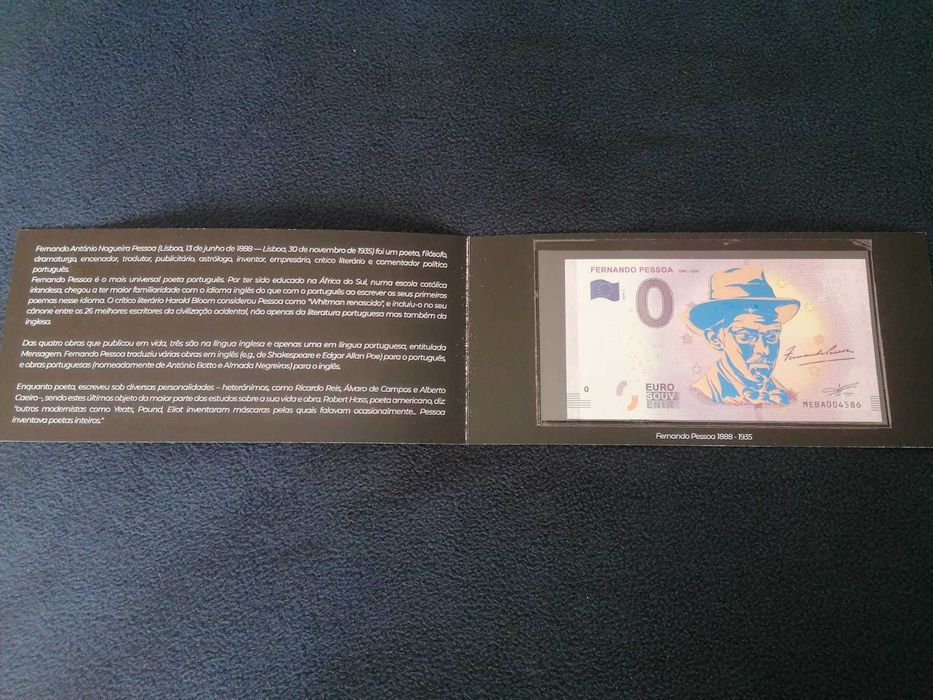 Fernando António Nogueira Pessoa (Lisboa, 13 de junho de 1888 — Lisboa, 30 de novembro de 1935) foi um poeta, filósofo,
dramaturgo, encenador, tradutor, publicitário, astrólogo, inventor, empresário, crítico literário e comentador político
português.
Fernando Pessoa é o mais universal poeta português. Por ter sido educado na África do Sul, numa escola católica
irlandesa, chegou a ter maior familiaridade com o idioma inglês do que com o português ao escrever os seus primeiros
poemas nesse idioma. O crítico literário Harold Bloom considerou Pessoa como "Whitman renascido", e incluiu-o no seu
cânone entre os 26 melhores escritores da civilização ocidental, não apenas da literatura portuguesa mas também da
inglesa.
Das quatro obras que publicou em vida, três são na língua inglesa e apenas uma em língua portuguesa, entitulada
Mensagem. Fernando Pessoa traduziu várias obras em inglês (e.g., de Shakespeare e Edgar Allan Poe) para o português,
e obras portuguesas (nomeadamente de António Botto e Almada Negreiros) para o inglês.
Enquanto poeta, escreveu sob diversas personalidades – heterónimos, como Ricardo Reis, Álvaro de Campos e Alberto
Caeiro –, sendo estes últimos objeto da maior parte dos estudos sobre a sua vida e obra. Robert Hass, poeta americano, diz:
"outros modernistas como Yeats, Pound, Eliot inventaram máscaras pelas quais falavam ocasionalmente... Pessoa
inventava poetas inteiros."
FERNANDO PESSOA 1888 - 1935
0
Fernando Pessoa
0
EURO
SOUV
ENIR
MEBA004586
Fernando Pessoa 1888 - 1935